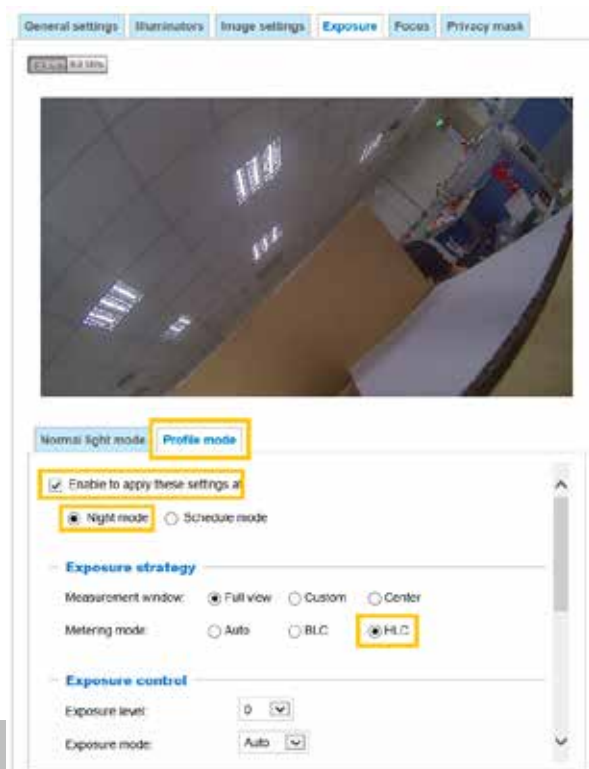 General settings Illuminators Image settings Exposure Focus Privacy mask
Normal light mode Profile mode
Enable to apply these settings at
Night mode Schedule mode
Exposure strategy
Measurement window: Full view Custom Center
Metering mode: Auto BLC HLC
Exposure control
Exposure level: 0
Exposure mode: Auto